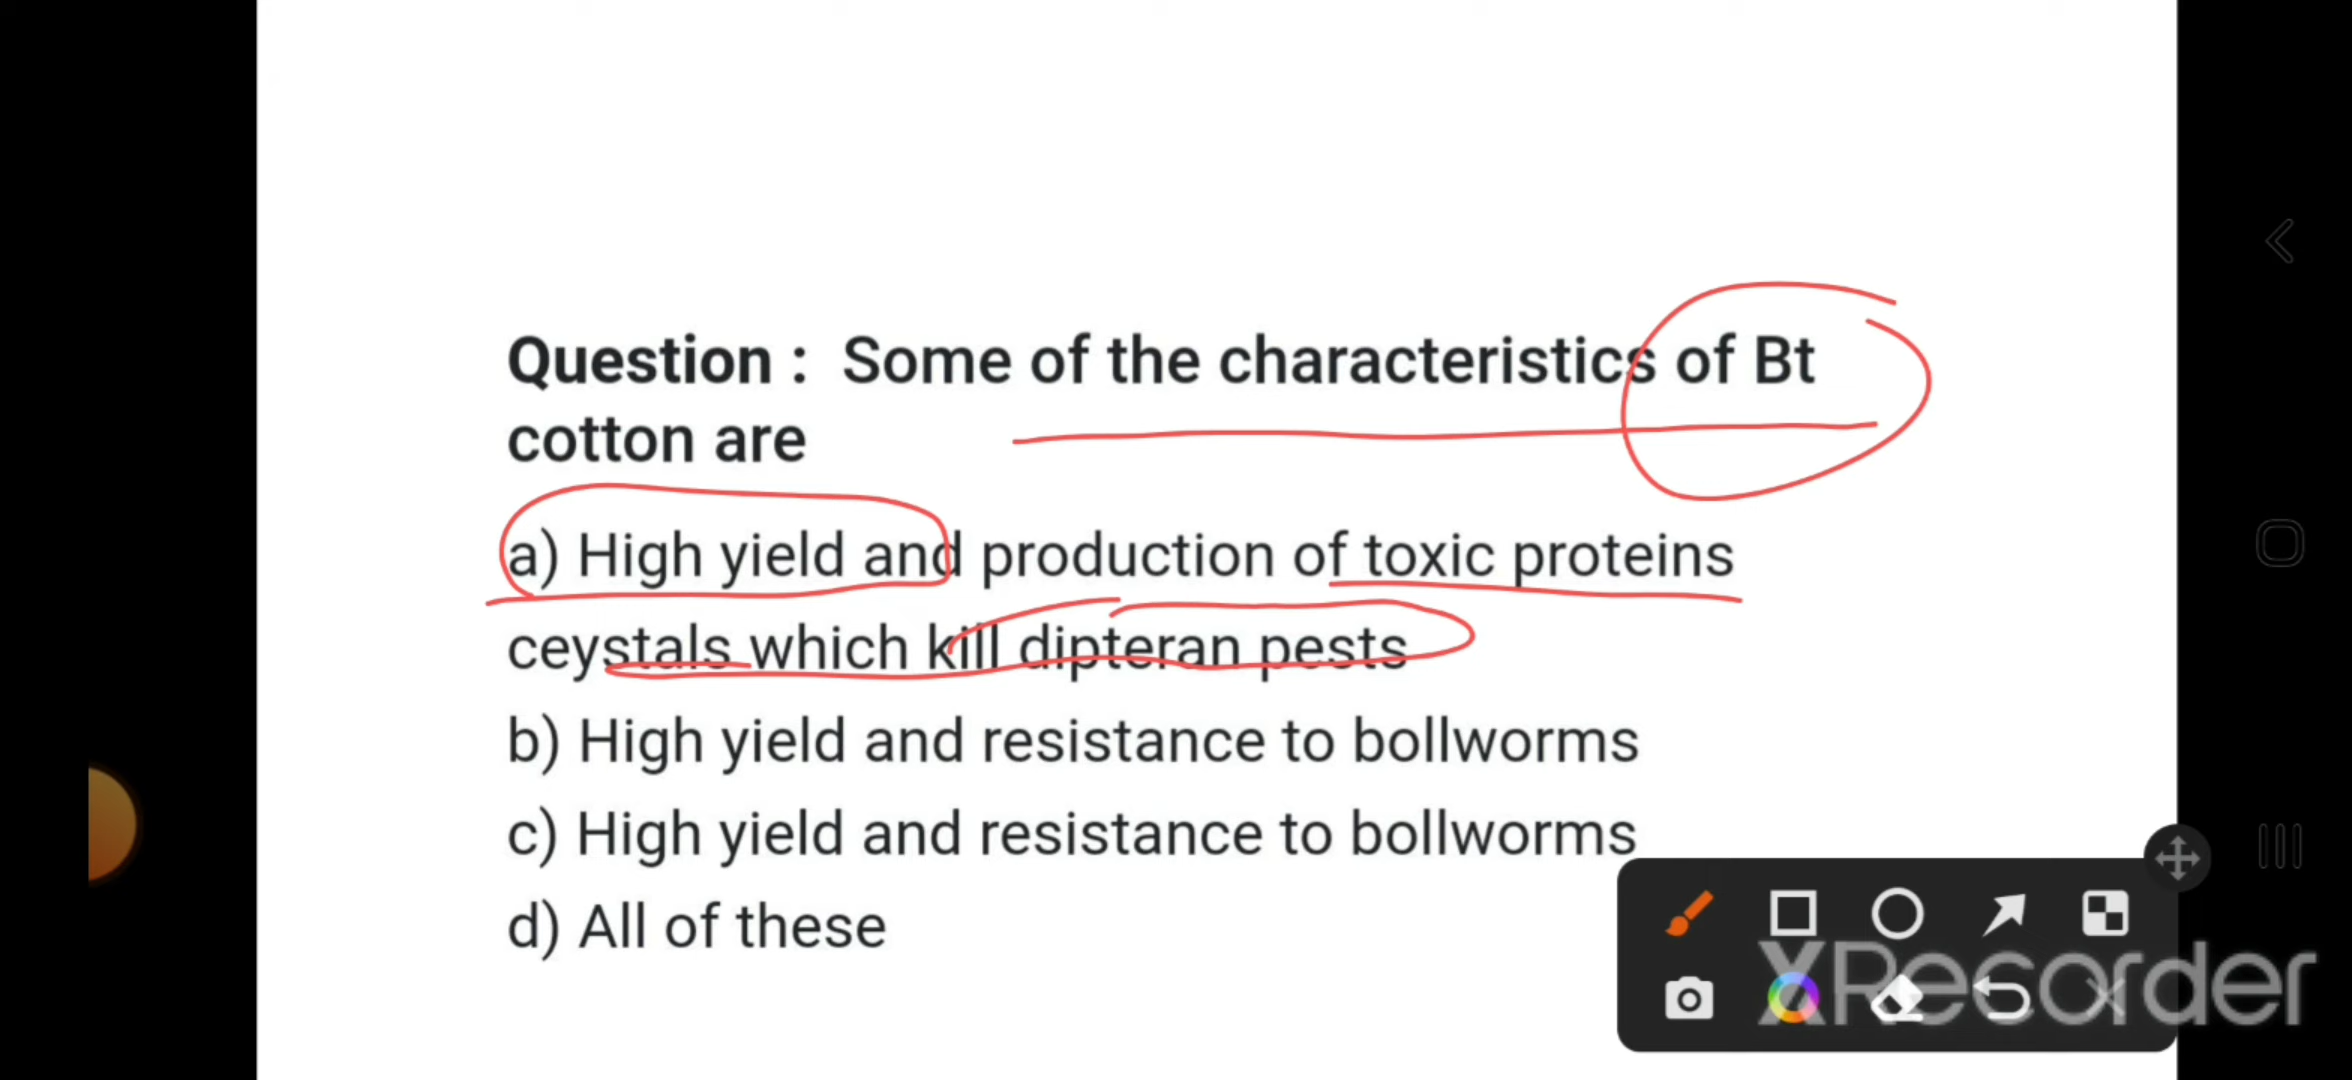 Question : Some of the characteristics of Bt
cotton are
a) High yield and production of toxic proteins
ceystals which kill dipteran pests
b) High yield and resistance to bollworms
c) High yield and resistance to bollworms
d) All of these
XRecorder